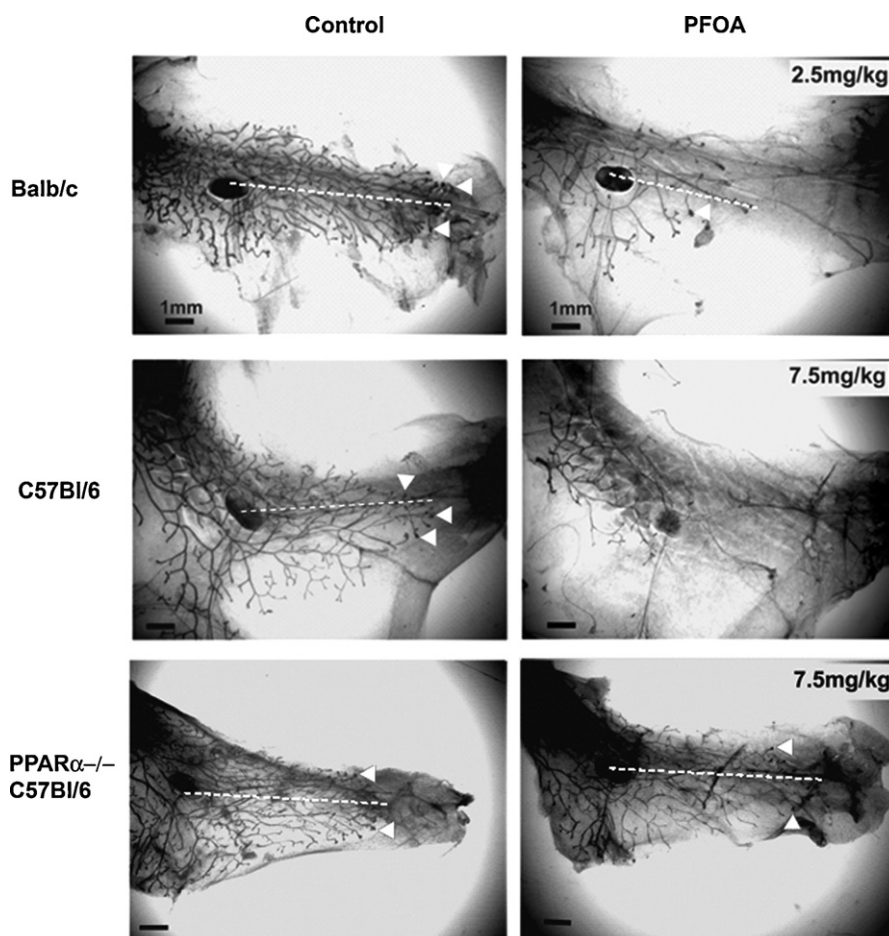 Control
PFOA
2.5mg/kg
Balb/c
1mm
1mm
7.5mg/kg
C57Bl/6
7.5mg/kg
PPARα–/–
C57Bl/6